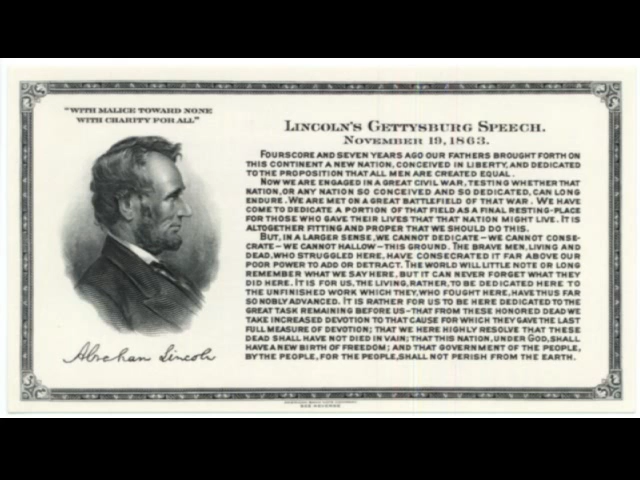 "WITH MALICE TOWARD NONE
WITH CHARITY FOR ALL"
LINCOLN'S GETTYSBURG SPEECH.
NOVEMBER 19, 1863.
FOURSCORE AND SEVEN YEARS AGO OUR FATHERS BROUGHT FORTH ON
THIS CONTINENT A NEW NATION, CONCEIVED IN LIBERTY, AND DEDICATED
TO THE PROPOSITION THAT ALL MEN ARE CREATED EQUAL.
NOW WE ARE ENGAGED IN A GREAT CIVIL WAR, TESTING WHETHER THAT
NATION, OR ANY NATION SO CONCEIVED AND SO DEDICATED, CAN LONG
ENDURE. WE ARE MET ON A GREAT BATTLEFIELD OF THAT WAR. WE HAVE
COME TO DEDICATE A PORTION OF THAT FIELD AS A FINAL RESTING-PLACE
FOR THOSE WHO GAVE THEIR LIVES THAT THAT NATION MIGHT LIVE. IT IS
ALTOGETHER FITTING AND PROPER THAT WE SHOULD DO THIS.
BUT, IN A LARGER SENSE, WE CANNOT DEDICATE — WE CANNOT CONSE-
CRATE — WE CANNOT HALLOW — THIS GROUND. THE BRAVE MEN, LIVING AND
DEAD, WHO STRUGGLED HERE, HAVE CONSECRATED IT FAR ABOVE OUR
POOR POWER TO ADD OR DETRACT. THE WORLD WILL LITTLE NOTE OR LONG
REMEMBER WHAT WE SAY HERE, BUT IT CAN NEVER FORGET WHAT THEY
DID HERE. IT IS FOR US, THE LIVING, RATHER, TO BE DEDICATED HERE TO
THE UNFINISHED WORK WHICH THEY, WHO FOUGHT HERE, HAVE THUS FAR
SO NOBLY ADVANCED. IT IS RATHER FOR US TO BE HERE DEDICATED TO THE
GREAT TASK REMAINING BEFORE US — THAT FROM THESE HONORED DEAD WE
TAKE INCREASED DEVOTION TO THAT CAUSE FOR WHICH THEY GAVE THE LAST
FULL MEASURE OF DEVOTION; THAT WE HERE HIGHLY RESOLVE THAT THESE
DEAD SHALL HAVE NOT DIED IN VAIN; THAT THIS NATION, UNDER GOD, SHALL
HAVE A NEW BIRTH OF FREEDOM; AND THAT GOVERNMENT OF THE PEOPLE,
BY THE PEOPLE, FOR THE PEOPLE, SHALL NOT PERISH FROM THE EARTH.
Abraham Lincoln
AMERICAN BANK NOTE COMPANY
SEE REVERSE